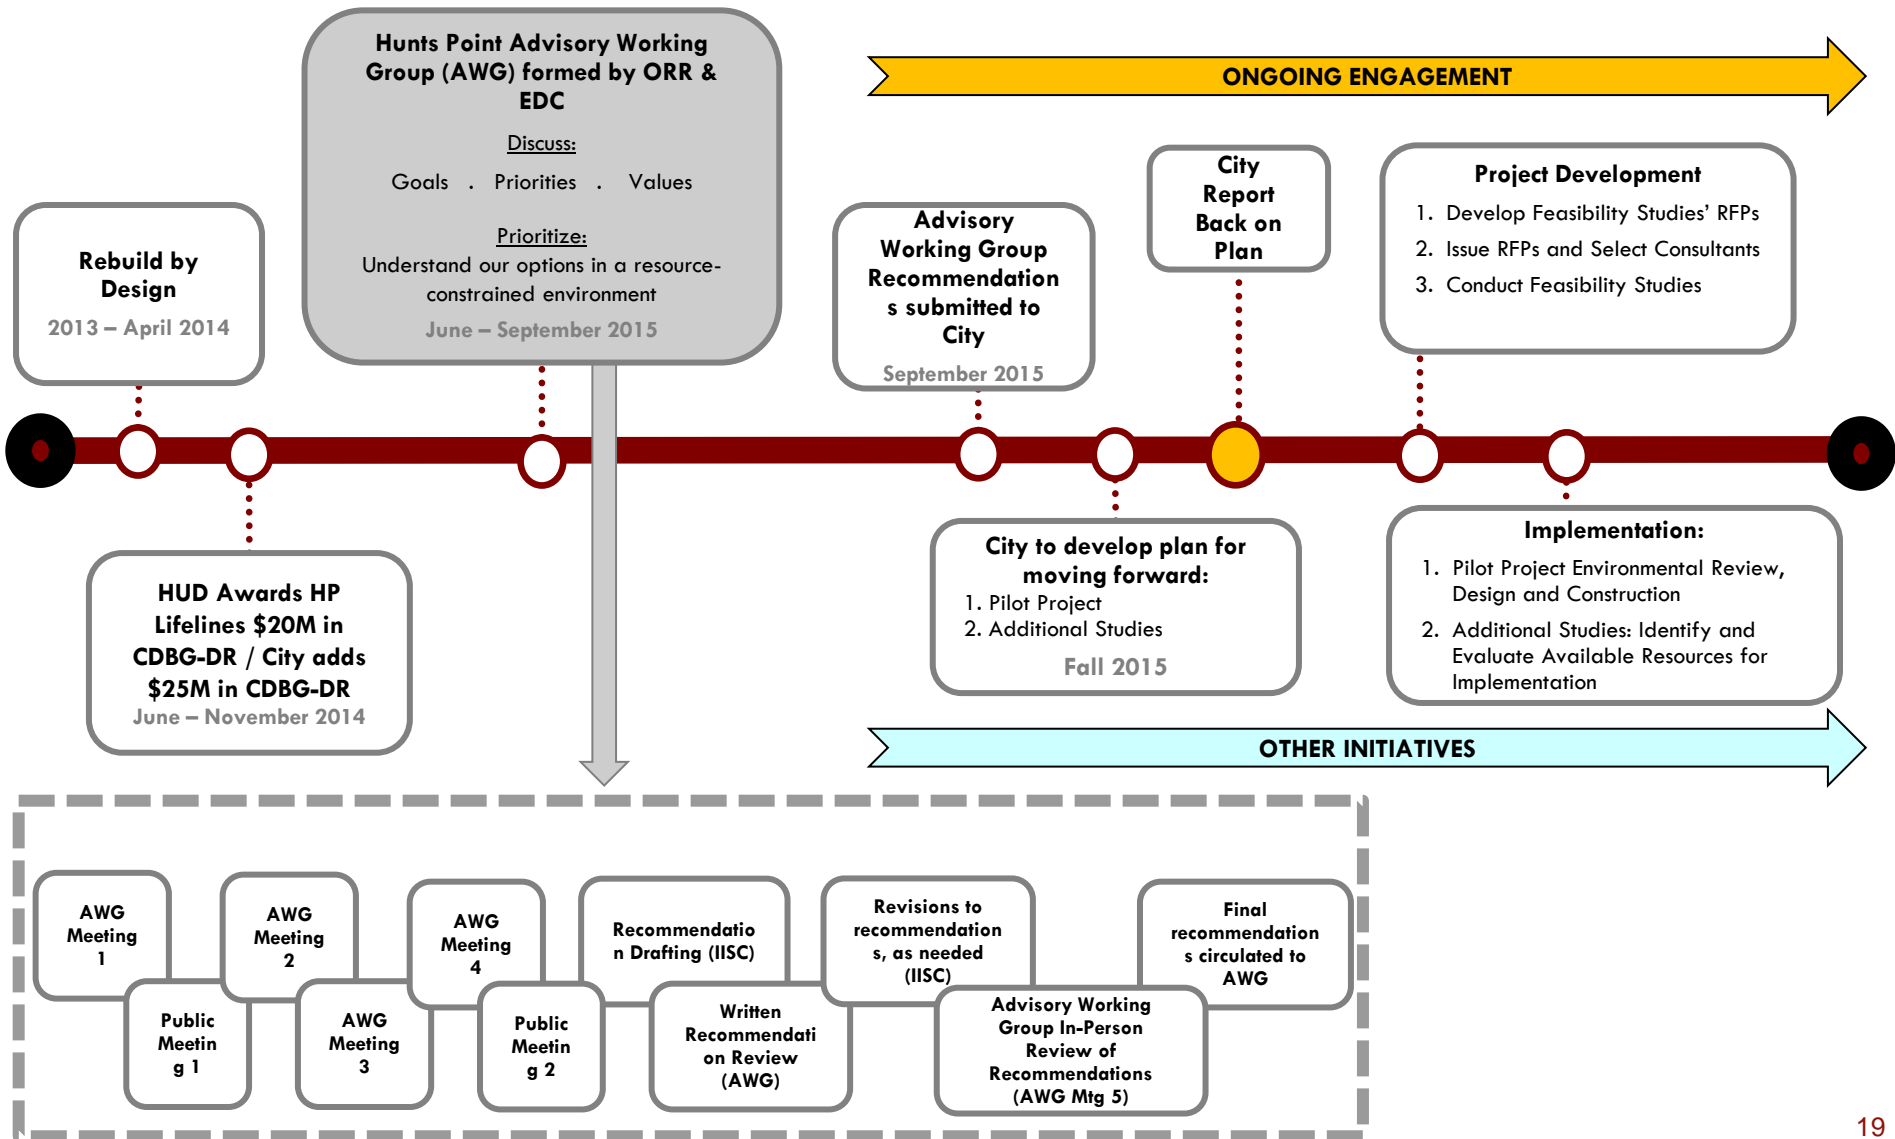 Hunts Point Advisory Working
Group (AWG) formed by ORR &
EDC
Discuss:
Goals . Priorities . Values
Prioritize:
Understand our options in a resource-
constrained environment
June – September 2015
ONGOING ENGAGEMENT
Rebuild by
Design
2013 – April 2014
Advisory
Working Group
Recommendation
s submitted to
City
September 2015
City
Report
Back on
Plan
Project Development
1. Develop Feasibility Studies’ RFPs
2. Issue RFPs and Select Consultants
3. Conduct Feasibility Studies
HUD Awards HP
Lifelines $20M in
CDBG-DR / City adds
$25M in CDBG-DR
June – November 2014
City to develop plan for
moving forward:
1. Pilot Project
2. Additional Studies
Fall 2015
Implementation:
1. Pilot Project Environmental Review,
Design and Construction
2. Additional Studies: Identify and
Evaluate Available Resources for
Implementation
OTHER INITIATIVES
AWG
Meeting
1
Public
Meetin
g 1
AWG
Meeting
2
AWG
Meeting
3
AWG
Meeting
4
Public
Meetin
g 2
Recommendatio
n Drafting (IISC)
Written
Recommendati
on Review
(AWG)
Revisions to
recommendation
s, as needed
(IISC)
Advisory Working
Group In-Person
Review of
Recommendations
(AWG Mtg 5)
Final
recommendation
s circulated to
AWG
19